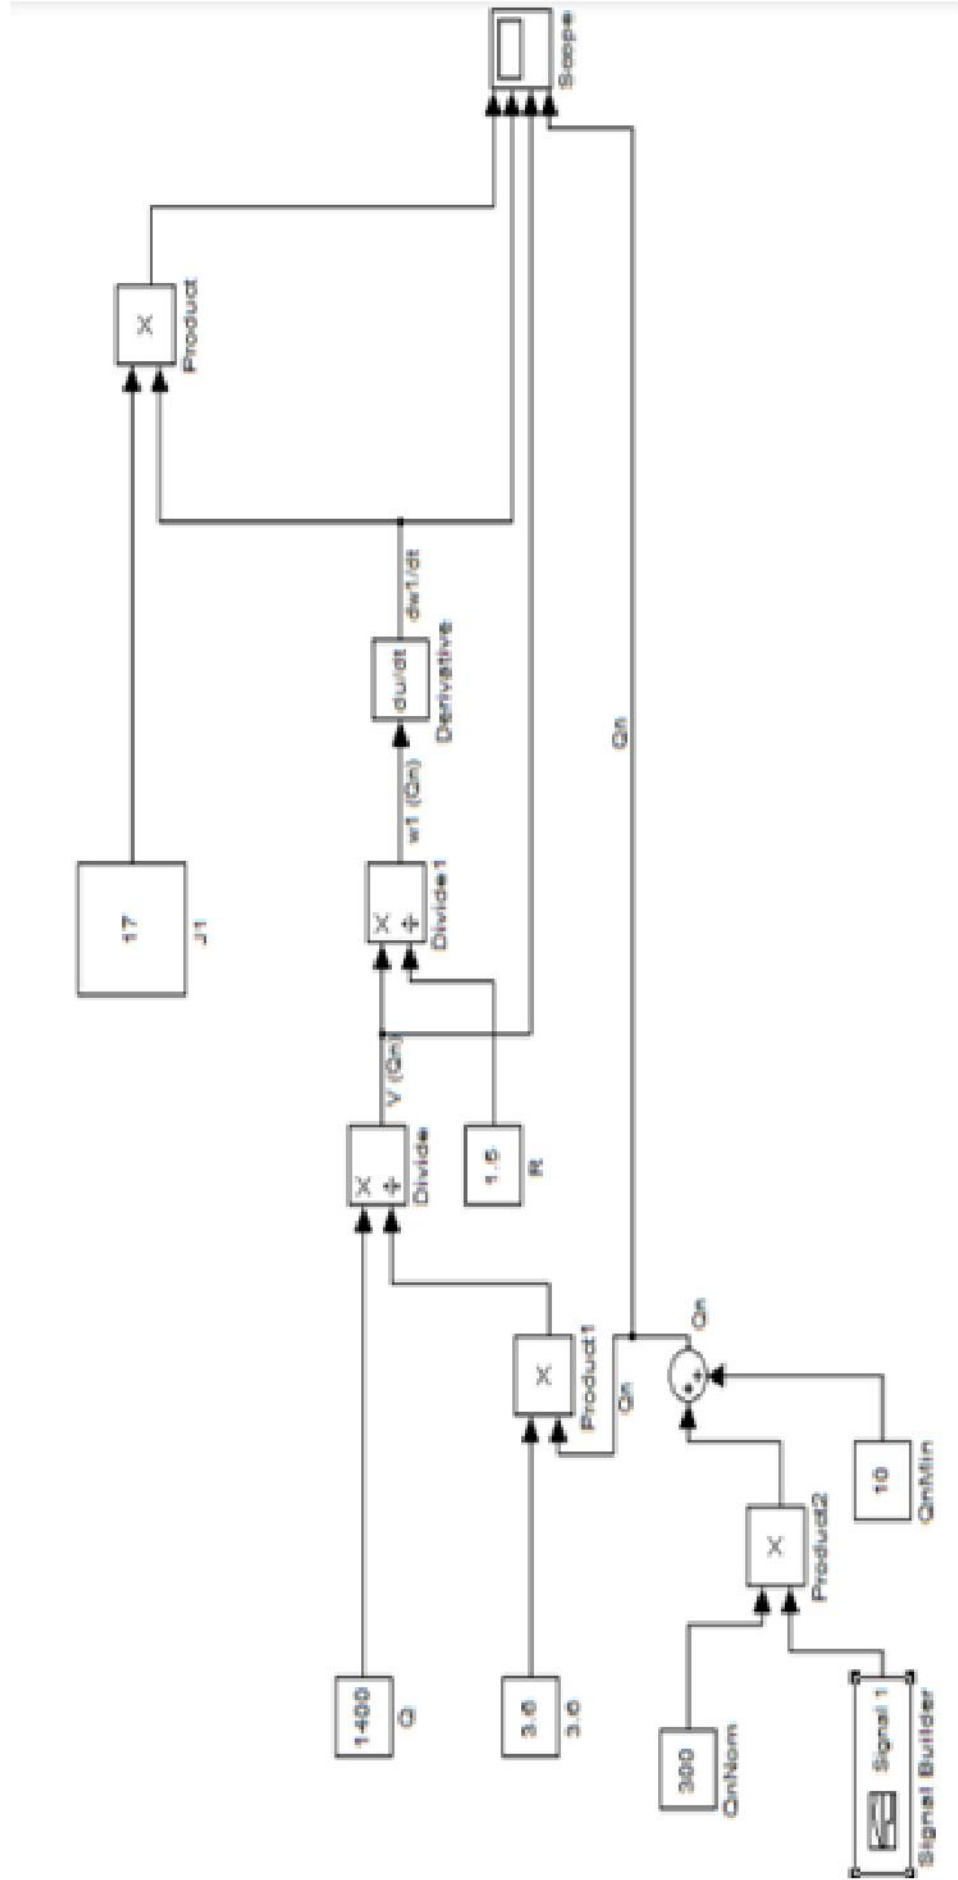 17
J1
X
Product
Scope
1400
Q
X
÷
Divide
V (Qn)
X
÷
Divide1
w1 (Qn)
du/dt
Derivative
dw1/dt
1.5
R
3.6
3.6
X
Product1
Qn
Qn
Qn
300
QnNom
X
Product2
10
QnMin
Signal 1
Signal Builder